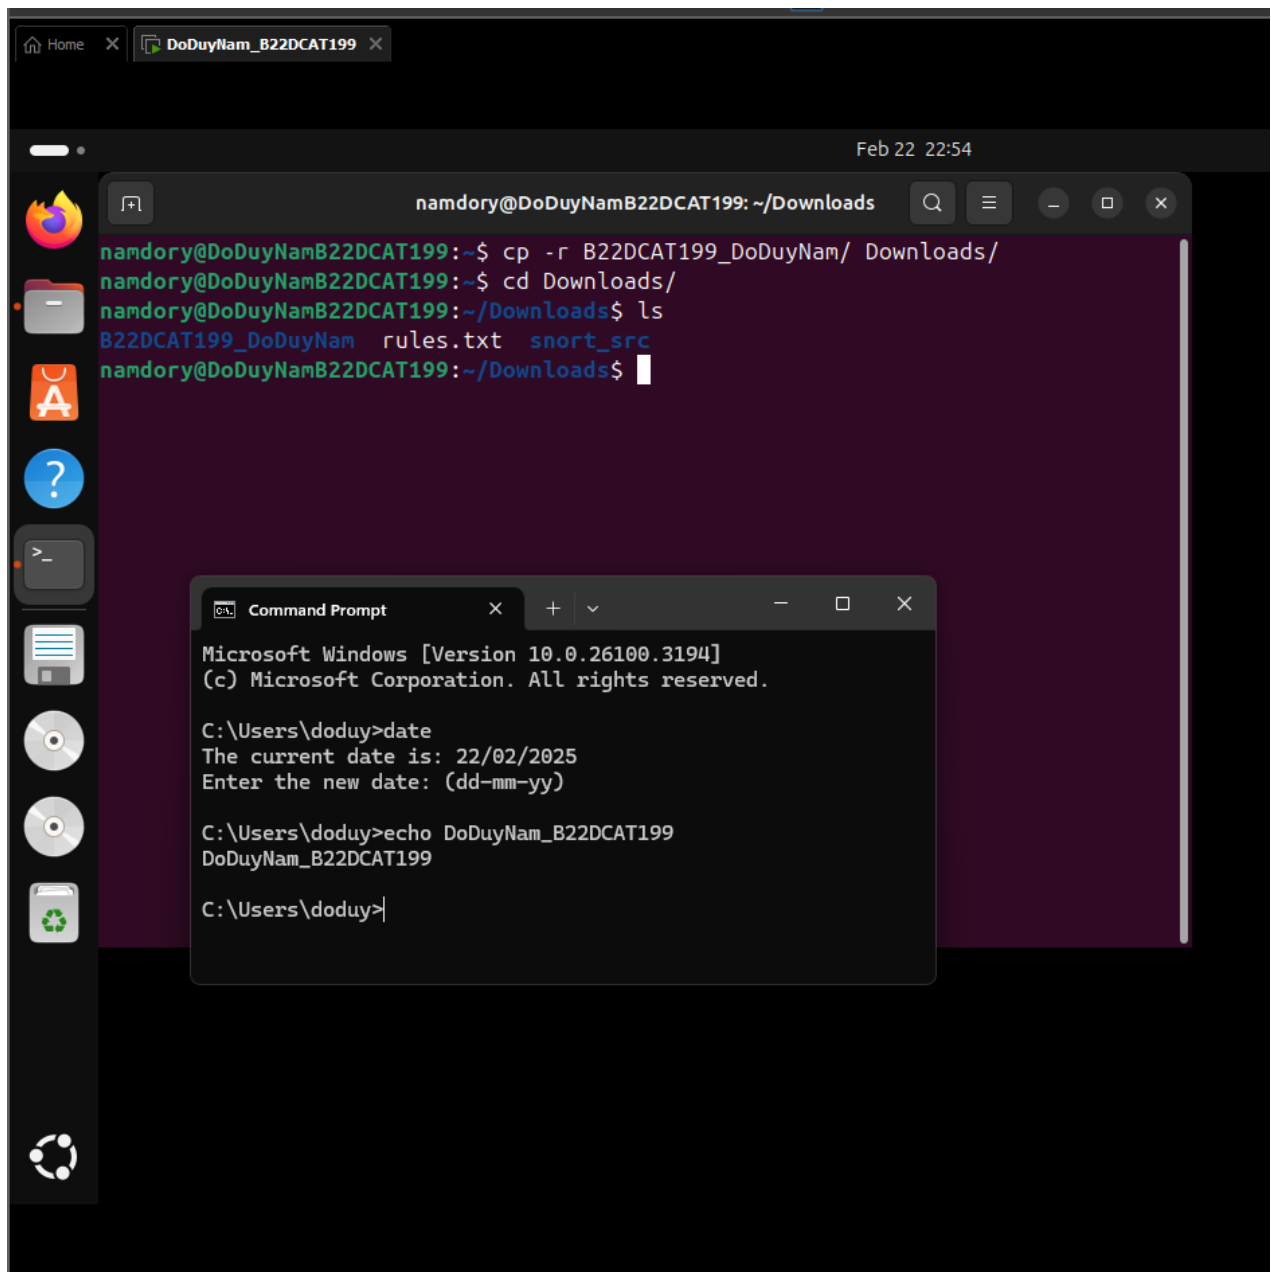 Home
DoDuyNam_B22DCAT199
Feb 22 22:54
namdory@DoDuyNamB22DCAT199: ~/Downloads
namdory@DoDuyNamB22DCAT199:~$ cp -r B22DCAT199_DoDuyNam/ Downloads/
namdory@DoDuyNamB22DCAT199:~$ cd Downloads/
namdory@DoDuyNamB22DCAT199:~/Downloads$ ls
B22DCAT199_DoDuyNam rules.txt snort_src
namdory@DoDuyNamB22DCAT199:~/Downloads$
Command Prompt
Microsoft Windows [Version 10.0.26100.3194]
(c) Microsoft Corporation. All rights reserved.
C:\Users\doduy>date
The current date is: 22/02/2025
Enter the new date: (dd-mm-yy)
C:\Users\doduy>echo DoDuyNam_B22DCAT199
DoDuyNam_B22DCAT199
C:\Users\doduy>